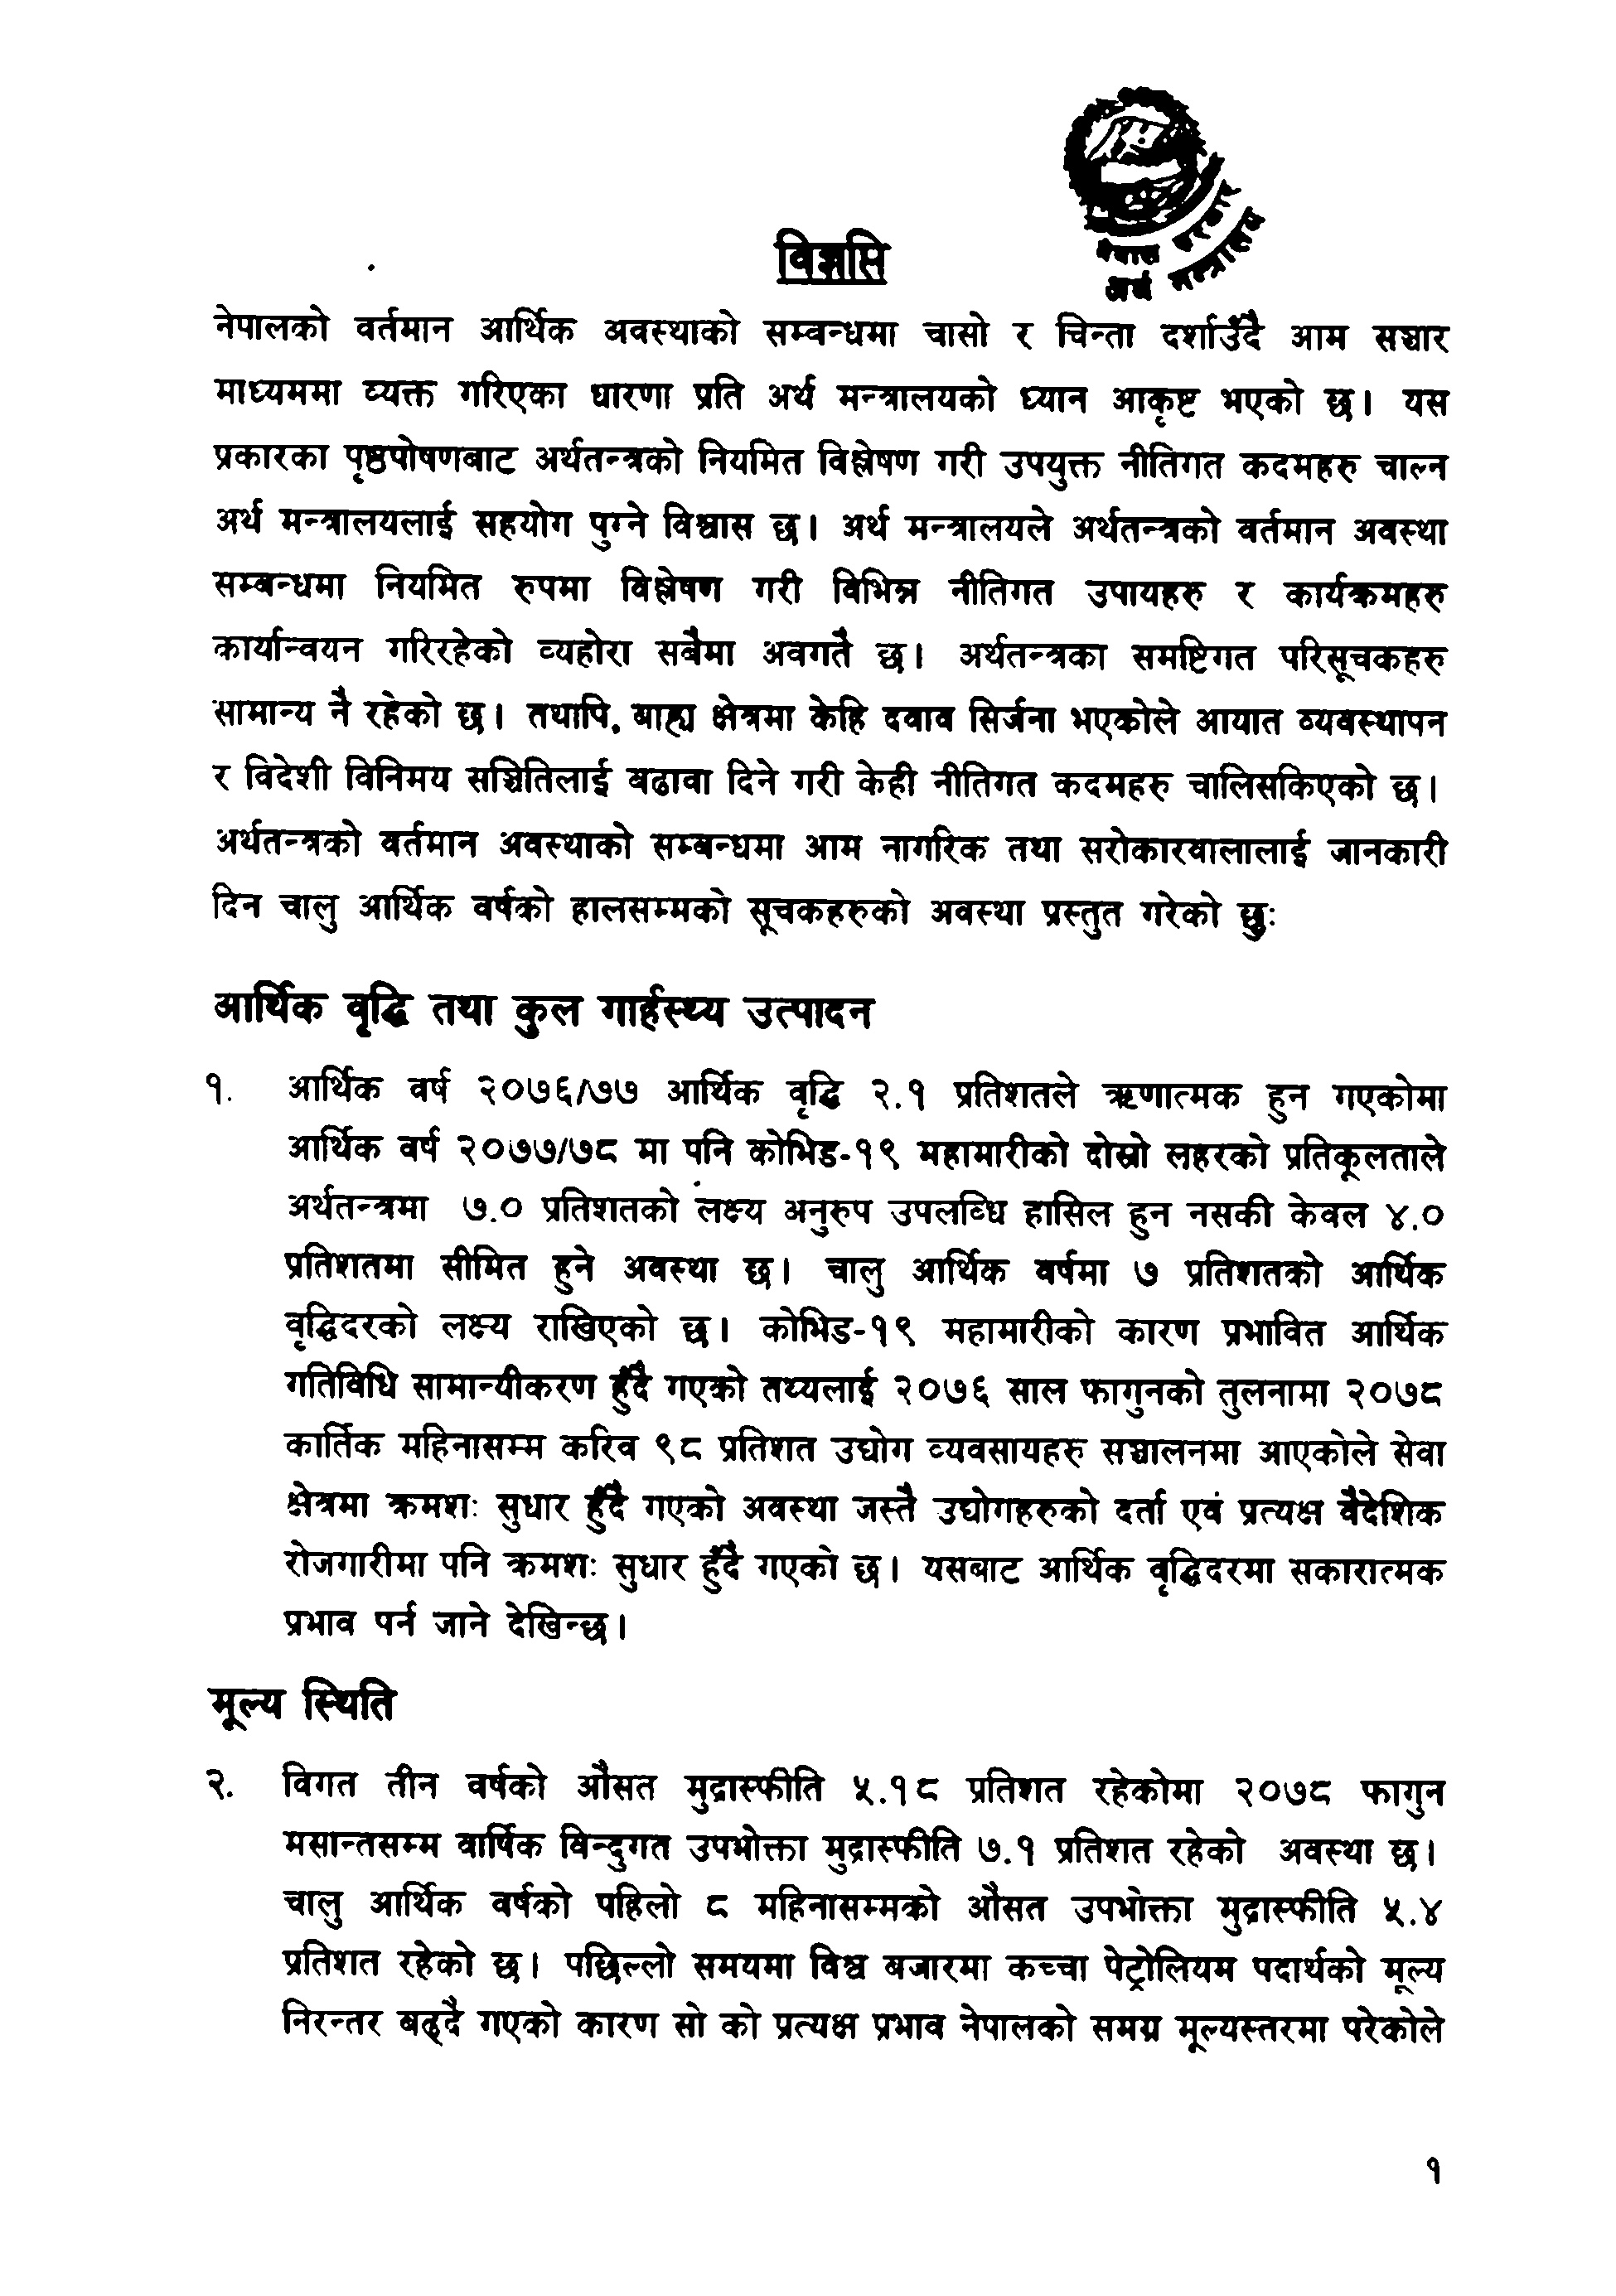 नेपाल सरकार
अर्थ मन्त्रालय
विज्ञप्ति
नेपालको वर्तमान आर्थिक अवस्थाको सम्वन्धमा चासो र चिन्ता दर्शाउँदै आम सञ्चार
माध्यममा व्यक्त गरिएका धारणा प्रति अर्थ मन्त्रालयको ध्यान आकृष्ट भएको छ। यस
प्रकारका पृष्ठपोषणबाट अर्थतन्त्रको नियमित विश्लेषण गरी उपयुक्त नीतिगत कदमहरु चाल्न
अर्थ मन्त्रालयलाई सहयोग पुग्ने विश्वास छ। अर्थ मन्त्रालयले अर्थतन्त्रको वर्तमान अवस्था
सम्बन्धमा नियमित रुपमा विश्लेषण गरी विभिन्न नीतिगत उपायहरु र कार्यक्रमहरु
कार्यान्वयन गरिरहेको व्यहोरा सबैमा अवगतै छ। अर्थतन्त्रका समष्टिगत परिसूचकहरु
सामान्य नै रहेको छ। तथापि, बाह्य क्षेत्रमा केहि दवाव सिर्जना भएकोले आयात व्यवस्थापन
र विदेशी विनिमय सञ्चितिलाई बढावा दिने गरी केही नीतिगत कदमहरु चालिसकिएको छ।
अर्थतन्त्रको वर्तमान अवस्थाको सम्बन्धमा आम नागरिक तथा सरोकारवालालाई जानकारी
दिन चालु आर्थिक वर्षको हालसम्मको सूचकहरुको अवस्था प्रस्तुत गरेको छुः
आर्थिक वृद्धि तथा कुल गार्हस्थ्य उत्पादन
१. आर्थिक वर्ष २०७६/७७ आर्थिक वृद्धि २.१ प्रतिशतले ऋणात्मक हुन गएकोमा
आर्थिक वर्ष २०७७/७८ मा पनि कोभिड-१९ महामारीको दोस्रो लहरको प्रतिकूलताले
अर्थतन्त्रमा ७.० प्रतिशतको लक्ष्य अनुरुप उपलब्धि हासिल हुन नसकी केवल ४.०
प्रतिशतमा सीमित हुने अवस्था छ। चालु आर्थिक वर्षमा ७ प्रतिशतको आर्थिक
वृद्धिदरको लक्ष्य राखिएको छ। कोभिड-१९ महामारीको कारण प्रभावित आर्थिक
गतिविधि सामान्यीकरण हुँदै गएको तथ्यलाई २०७६ साल फागुनको तुलनामा २०७८
कार्तिक महिनासम्म करिव ९८ प्रतिशत उद्योग व्यवसायहरु सञ्चालनमा आएकोले सेवा
क्षेत्रमा क्रमशः सुधार हुँदै गएको अवस्था जस्तै उद्योगहरुको दर्ता एवं प्रत्यक्ष वैदेशिक
रोजगारीमा पनि क्रमशः सुधार हुँदै गएको छ। यसबाट आर्थिक वृद्धिदरमा सकारात्मक
प्रभाव पर्न जाने देखिन्छ।
मूल्य स्थिति
२. विगत तीन वर्षको औसत मुद्रास्फीति ५.१८ प्रतिशत रहेकोमा २०७८ फागुन
मसान्तसम्म वार्षिक विन्दुगत उपभोक्ता मुद्रास्फीति ७.१ प्रतिशत रहेको अवस्था छ।
चालु आर्थिक वर्षको पहिलो ८ महिनासम्मको औसत उपभोक्ता मुद्रास्फीति ५.४
प्रतिशत रहेको छ। पछिल्लो समयमा विश्व बजारमा कच्चा पेट्रोलियम पदार्थको मूल्य
निरन्तर बढ्दै गएको कारण सो को प्रत्यक्ष प्रभाव नेपालको समग्र मूल्यस्तरमा परेकोले
१